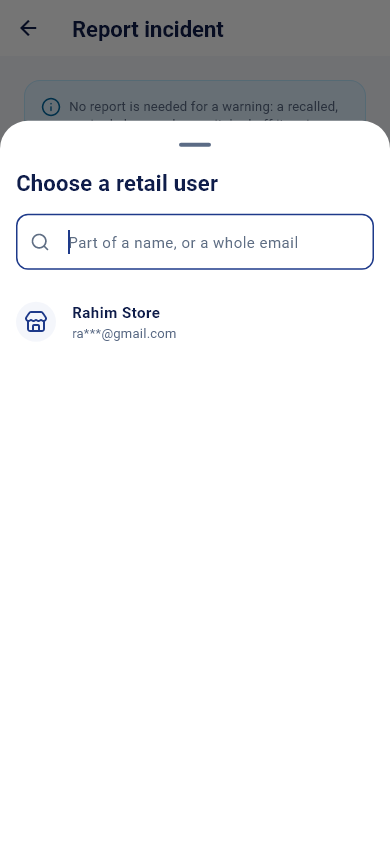 Report incident
No report is needed for a warning: a recalled,
Choose a retail user
Part of a name, or a whole email
Rahim Store
ra***@gmail.com